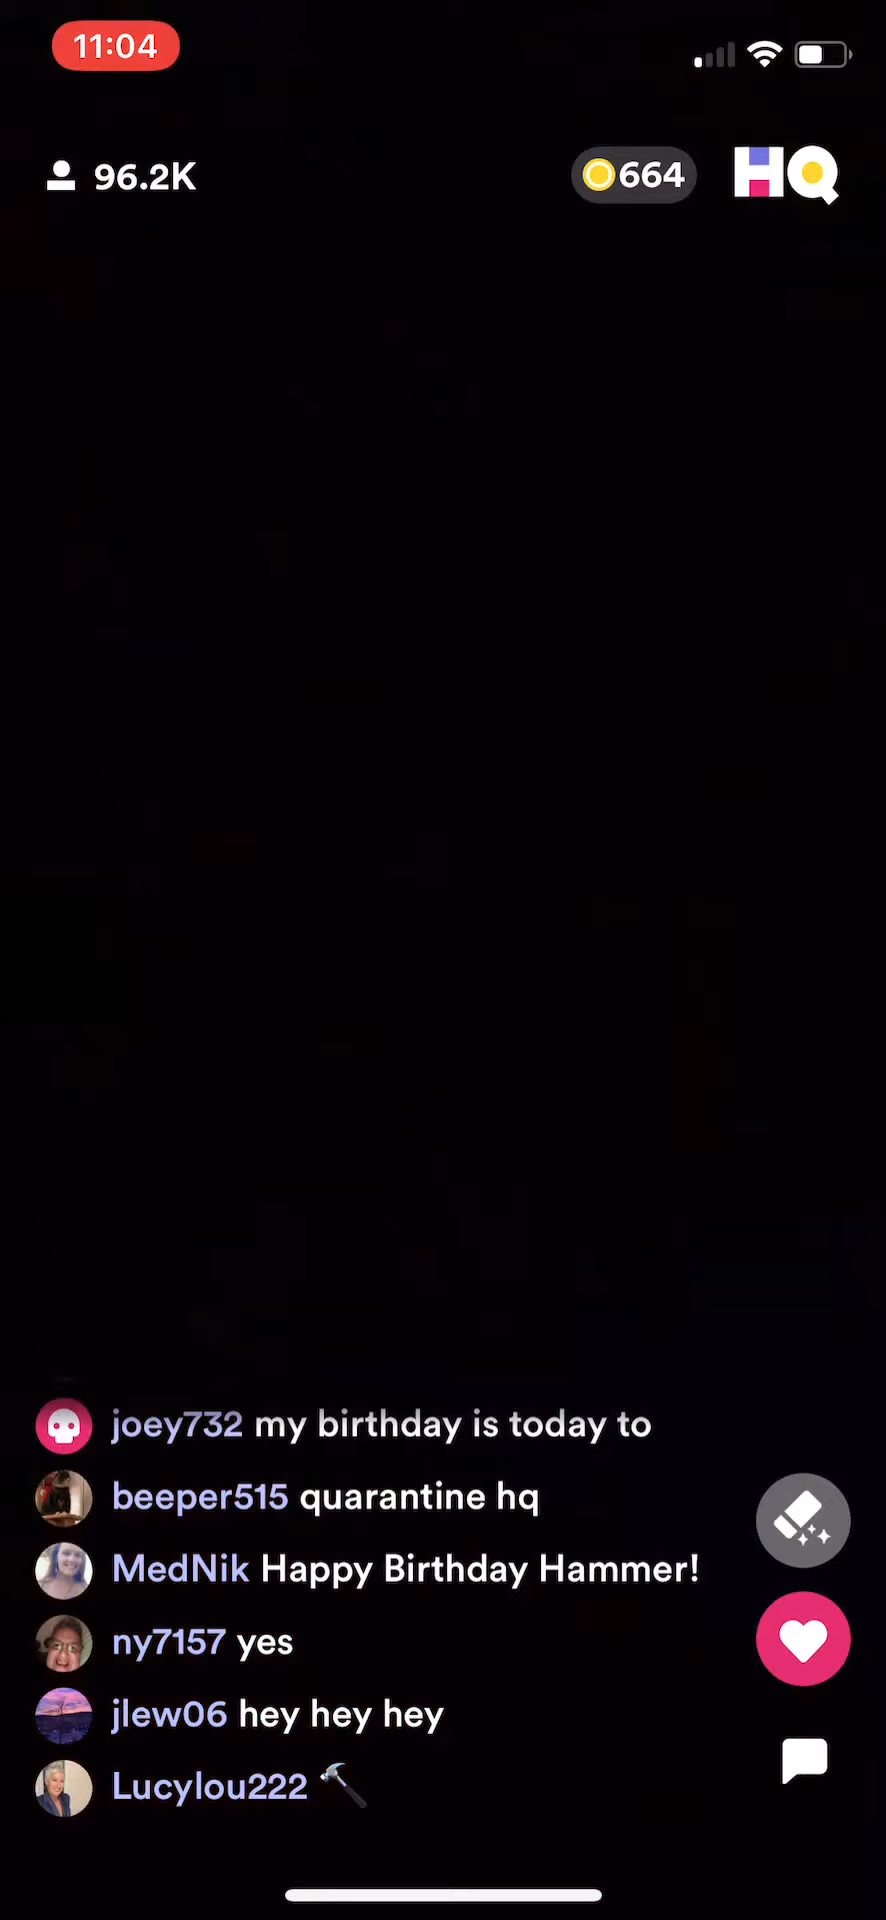 11:04
96.2K
664
HQ
joey732 my birthday is today to
beeper515 quarantine hq
MedNik Happy Birthday Hammer!
ny7157 yes
jlew06 hey hey hey
Lucylou222 🔨